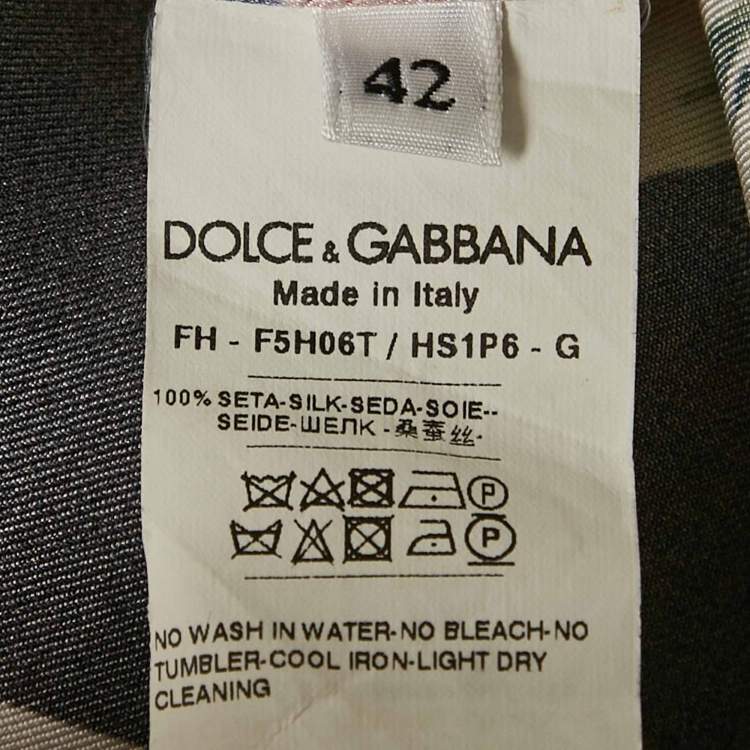 42
DOLCE & GABBANA
Made in Italy
FH - F5H06T / HS1P6 - G
100% SETA-SILK-SEDA-SOIE--
SEIDE-ШЕЛК -桑蚕丝-
P
P
NO WASH IN WATER-NO BLEACH-NO
TUMBLER-COOL IRON-LIGHT DRY
CLEANING